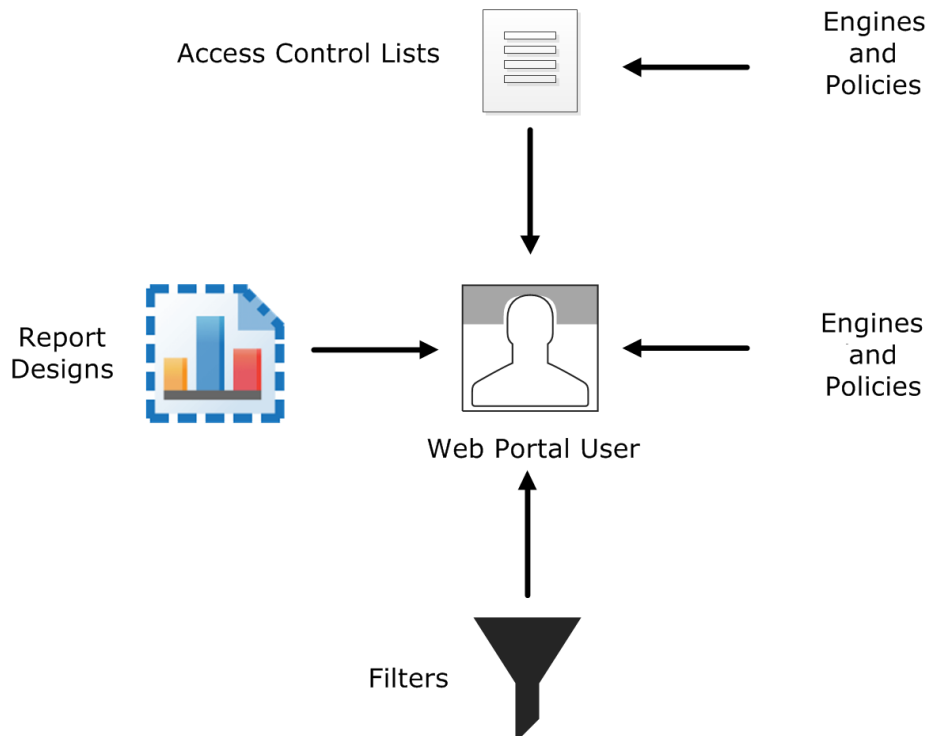 Access Control Lists
Engines
and
Policies
Report
Designs
Engines
and
Policies
Web Portal User
Filters